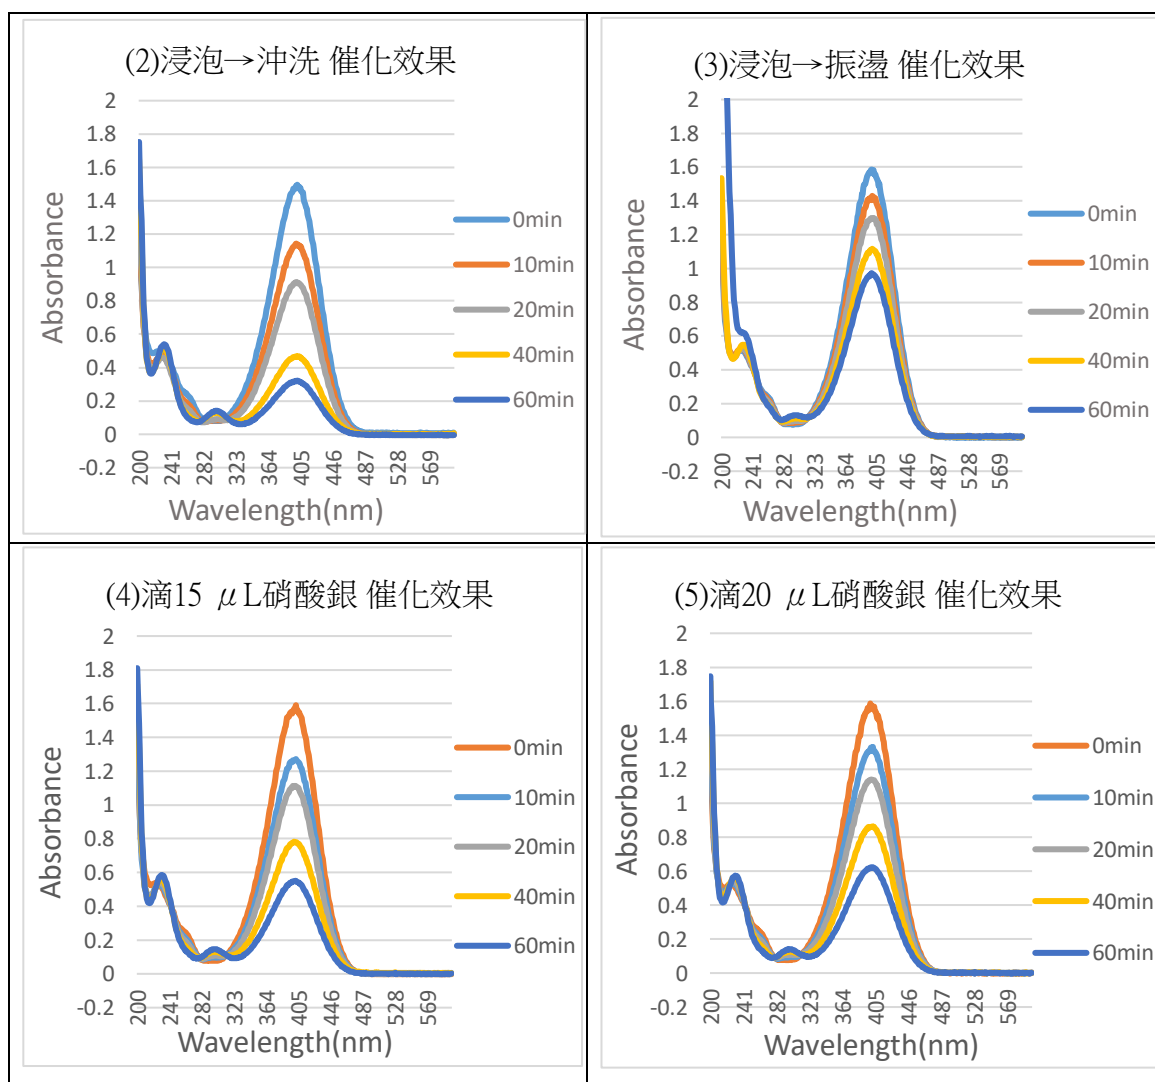 (2)浸泡→沖洗 催化效果
2
1.8
1.6
1.4
1.2
1
0.8
0.6
0.4
0.2
0
-0.2
Absorbance
200 241 282 323 364 405 446 487 528 569
Wavelength(nm)
0min
10min
20min
40min
60min
(3)浸泡→振盪 催化效果
2
1.8
1.6
1.4
1.2
1
0.8
0.6
0.4
0.2
0
-0.2
Absorbance
200 241 282 323 364 405 446 487 528 569
Wavelength(nm)
0min
10min
20min
40min
60min
(4)滴15 μL硝酸銀 催化效果
2
1.8
1.6
1.4
1.2
1
0.8
0.6
0.4
0.2
0
-0.2
Absorbance
200 241 282 323 364 405 446 487 528 569
Wavelength(nm)
0min
10min
20min
40min
60min
(5)滴20 μL硝酸銀 催化效果
2
1.8
1.6
1.4
1.2
1
0.8
0.6
0.4
0.2
0
-0.2
Absorbance
200 241 282 323 364 405 446 487 528 569
Wavelength(nm)
0min
10min
20min
40min
60min